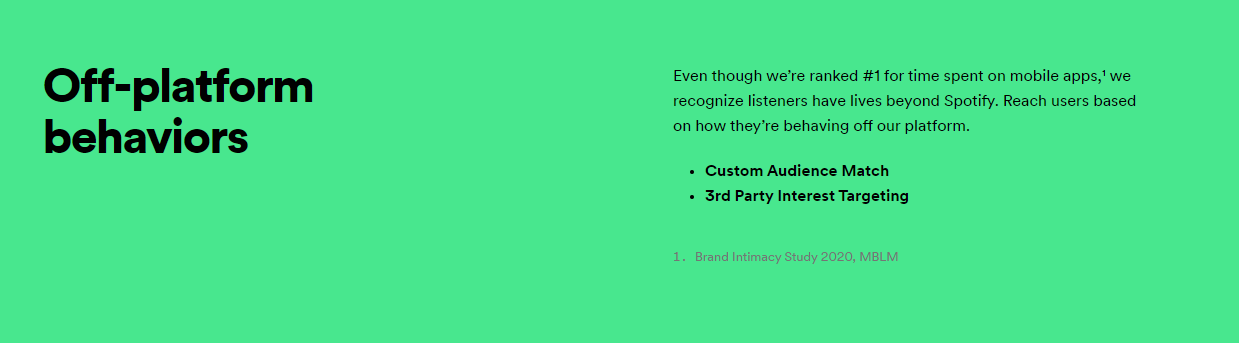 Off-platform
behaviors
Even though we’re ranked #1 for time spent on mobile apps,¹ we
recognize listeners have lives beyond Spotify. Reach users based
on how they’re behaving off our platform.
• Custom Audience Match
• 3rd Party Interest Targeting
1. Brand Intimacy Study 2020, MBLM